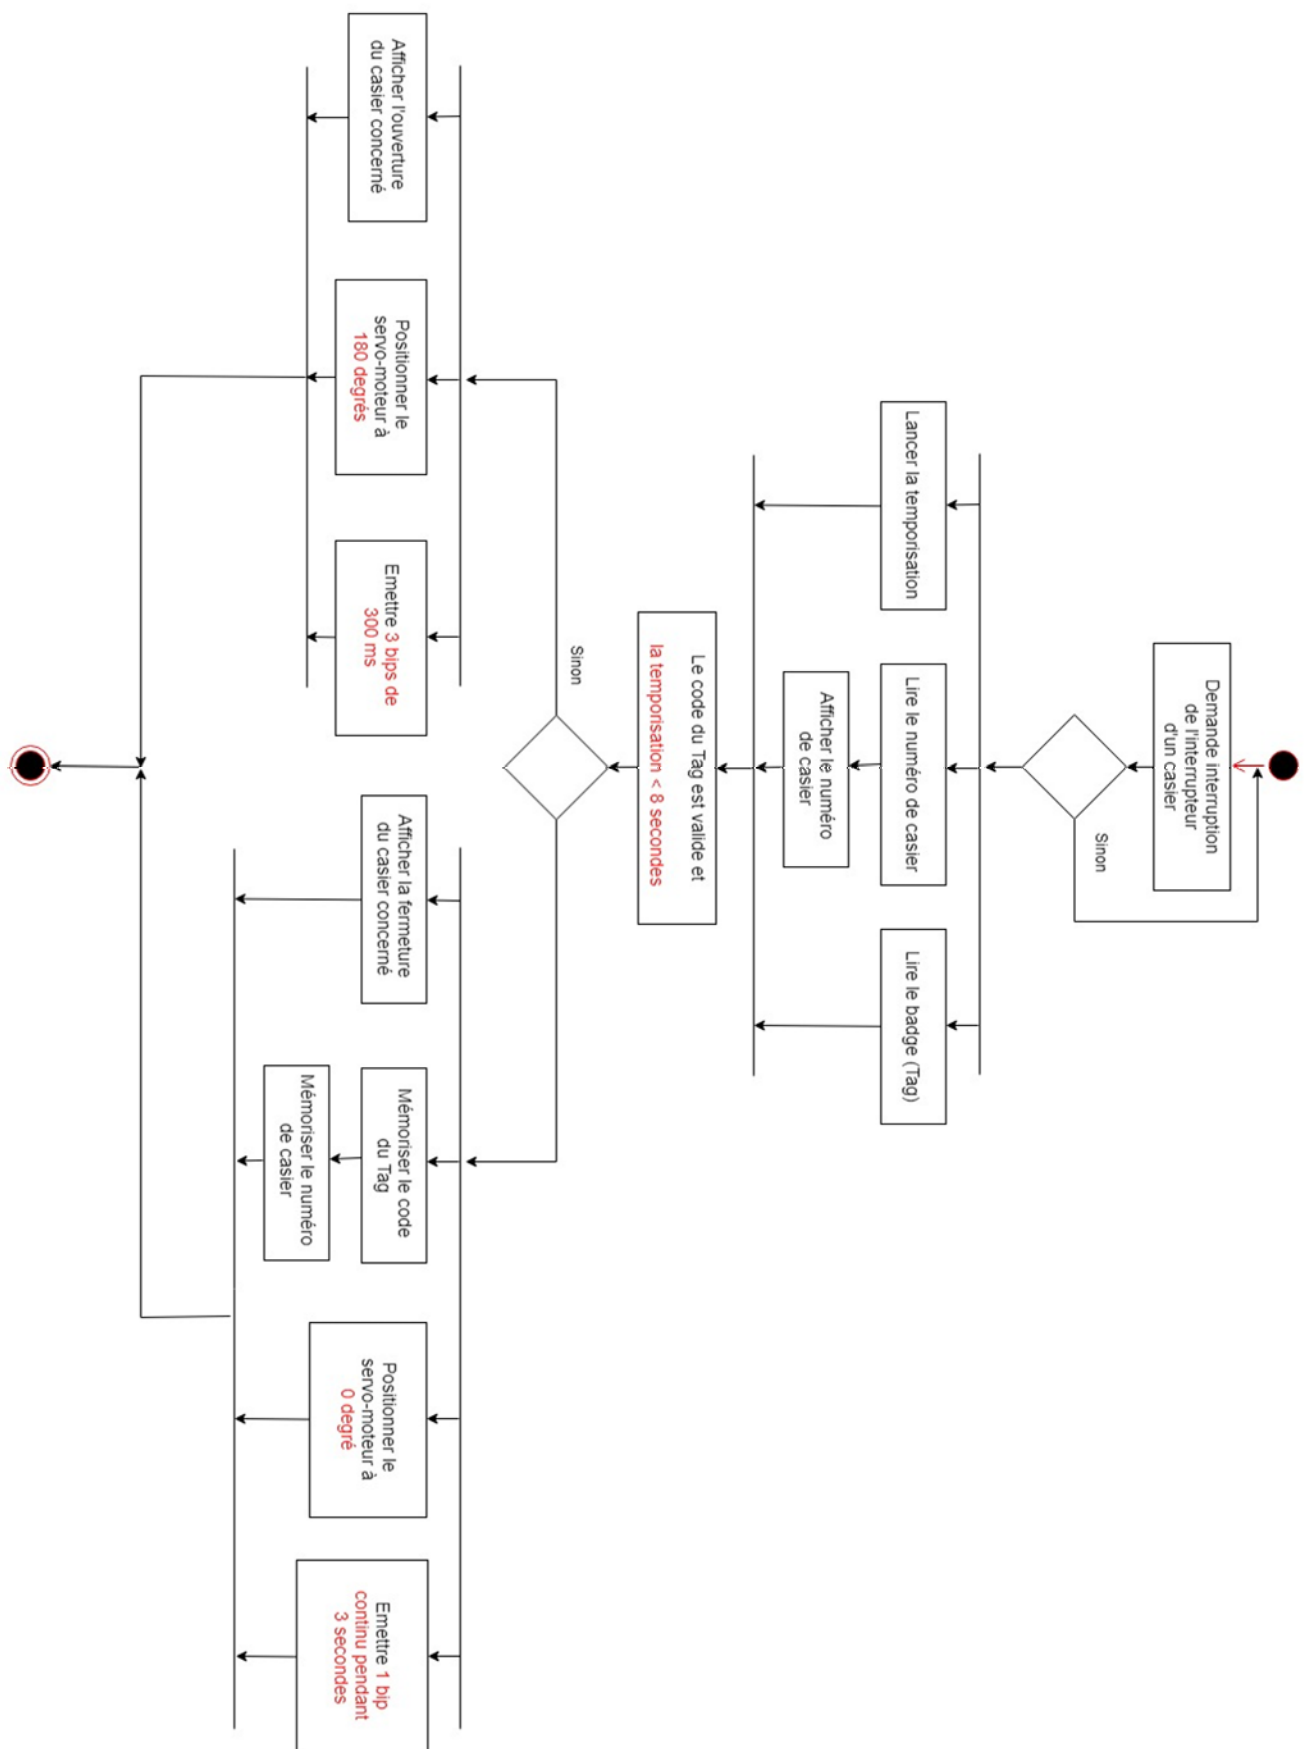 Demande interruption
de l'interrupteur
d'un casier
Sinon
Lancer la temporisation
Lire le numéro de casier
Lire le badge (Tag)
Afficher le numéro
de casier
Le code du Tag est valide et
la temporisation < 8 secondes
Sinon
Afficher l'ouverture
du casier concerné
Positionner le
servo-moteur à
180 degrés
Emettre 3 bips de
300 ms
Afficher la fermeture
du casier concerné
Mémoriser le code
du Tag
Mémoriser le numéro
de casier
Positionner le
servo-moteur à
0 degré
Emettre 1 bip
continu pendant
3 secondes